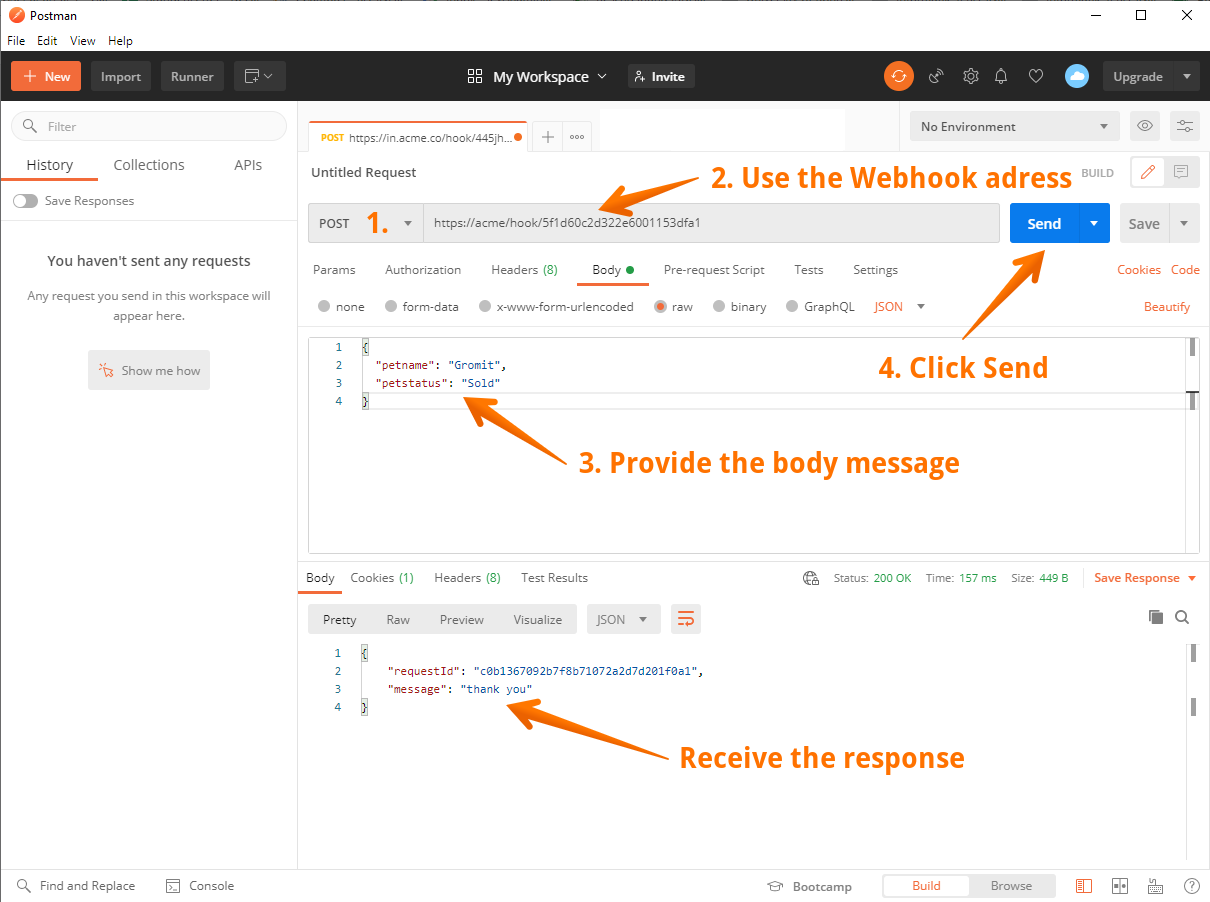 Postman
File Edit View Help
New Import Runner My Workspace Invite Upgrade
Filter
History Collections APIs
Save Responses
You haven't sent any requests
Any request you send in this workspace will
appear here.
Show me how
POST https://in.acme.co/hook/445jh...
No Environment
Untitled Request
2. Use the Webhook adress
BUILD
POST 1. https://acme/hook/5f1d60c2d322e6001153dfa1 Send Save
Params Authorization Headers (8) Body Pre-request Script Tests Settings Cookies Code
none form-data x-www-form-urlencoded raw binary GraphQL JSON Beautify
1 {
2 "petname": "Gromit",
3 "petstatus": "Sold"
4 }
4. Click Send
3. Provide the body message
Body Cookies (1) Headers (8) Test Results Status: 200 OK Time: 157 ms Size: 449 B Save Response
Pretty Raw Preview Visualize JSON
1 {
2 "requestId": "c0b1367092b7f8b71072a2d7d201f0a1",
3 "message": "thank you"
4 }
Receive the response
Find and Replace Console Bootcamp Build Browse